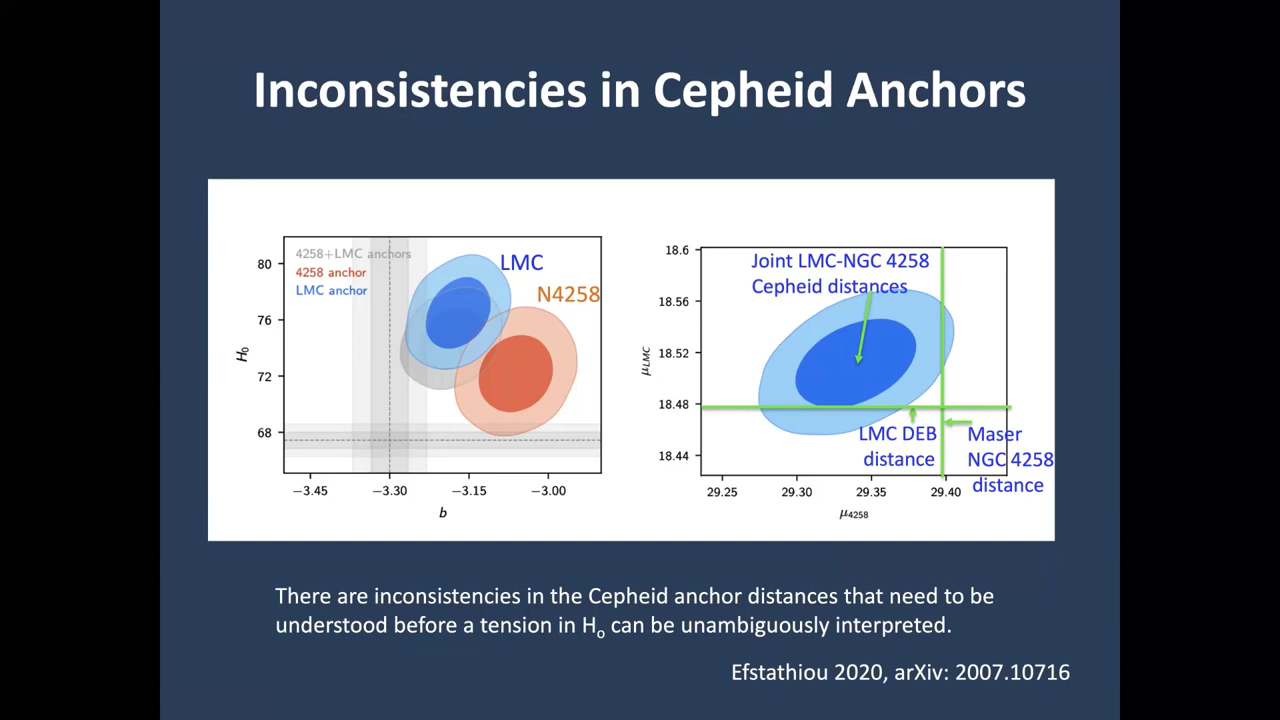 Inconsistencies in Cepheid Anchors
80
76
72
68
H₀
4258+LMC anchors
4258 anchor
LMC anchor
LMC
N4258
−3.45
−3.30
−3.15
−3.00
b
18.6
18.56
18.52
18.48
18.44
μLMC
Joint LMC-NGC 4258
Cepheid distances
LMC DEB
distance
Maser
NGC 4258
distance
29.25
29.30
29.35
29.40
μ4258
There are inconsistencies in the Cepheid anchor distances that need to be
understood before a tension in Ho can be unambiguously interpreted.
Efstathiou 2020, arXiv: 2007.10716